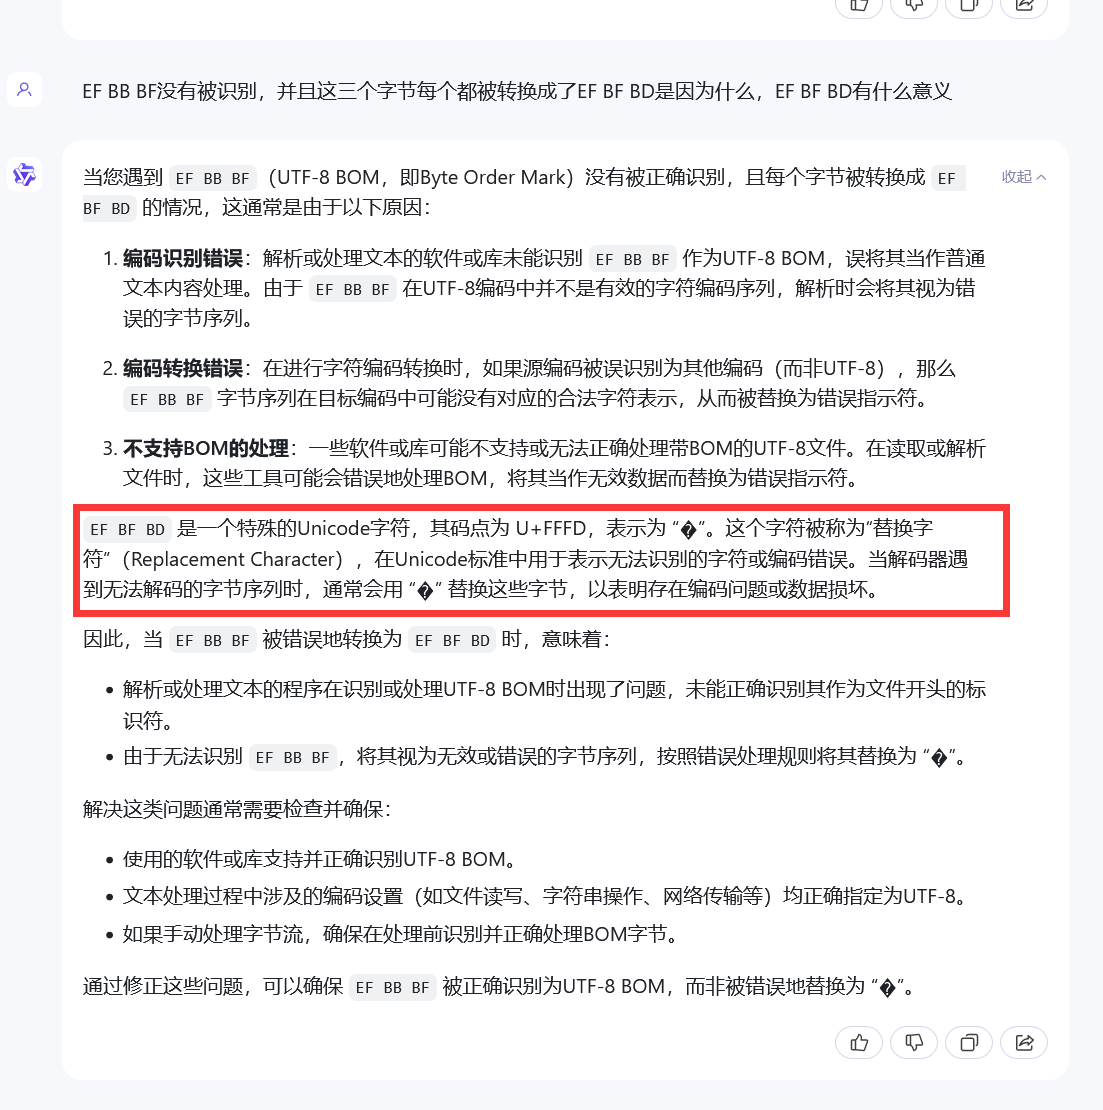 EF BB BF没有被识别，并且这三个字节每个都被转换成了EF BF BD是因为什么，EF BF BD有什么意义
当您遇到 EF BB BF（UTF-8 BOM，即Byte Order Mark）没有被正确识别，且每个字节被转换成 EF
收起
BF BD 的情况，这通常是由于以下原因：
1. 编码识别错误：解析或处理文本的软件或库未能识别 EF BB BF 作为UTF-8 BOM，误将其当作普通
文本内容处理。由于 EF BB BF 在UTF-8编码中并不是有效的字符编码序列，解析时会将其视为错
误的字节序列。
2. 编码转换错误：在进行字符编码转换时，如果源编码被误识别为其他编码（而非UTF-8），那么
EF BB BF 字节序列在目标编码中可能没有对应的合法字符表示，从而被替换为错误指示符。
3. 不支持BOM的处理：一些软件或库可能不支持或无法正确处理带BOM的UTF-8文件。在读取或解析
文件时，这些工具可能会错误地处理BOM，将其当作无效数据而替换为错误指示符。
EF BF BD 是一个特殊的Unicode字符，其码点为 U+FFFD，表示为 “�”。这个字符被称为“替换字
符”（Replacement Character），在Unicode标准中用于表示无法识别的字符或编码错误。当解码器遇
到无法解码的字节序列时，通常会用 “�” 替换这些字节，以表明存在编码问题或数据损坏。
因此，当 EF BB BF 被错误地转换为 EF BF BD 时，意味着：
• 解析或处理文本的程序在识别或处理UTF-8 BOM时出现了问题，未能正确识别其作为文件开头的标
识符。
• 由于无法识别 EF BB BF，将其视为无效或错误的字节序列，按照错误处理规则将其替换为 “�”。
解决这类问题通常需要检查并确保：
• 使用的软件或库支持并正确识别UTF-8 BOM。
• 文本处理过程中涉及的编码设置（如文件读写、字符串操作、网络传输等）均正确指定为UTF-8。
• 如果手动处理字节流，确保在处理前识别并正确处理BOM字节。
通过修正这些问题，可以确保 EF BB BF 被正确识别为UTF-8 BOM，而非被错误地替换为 “�”。